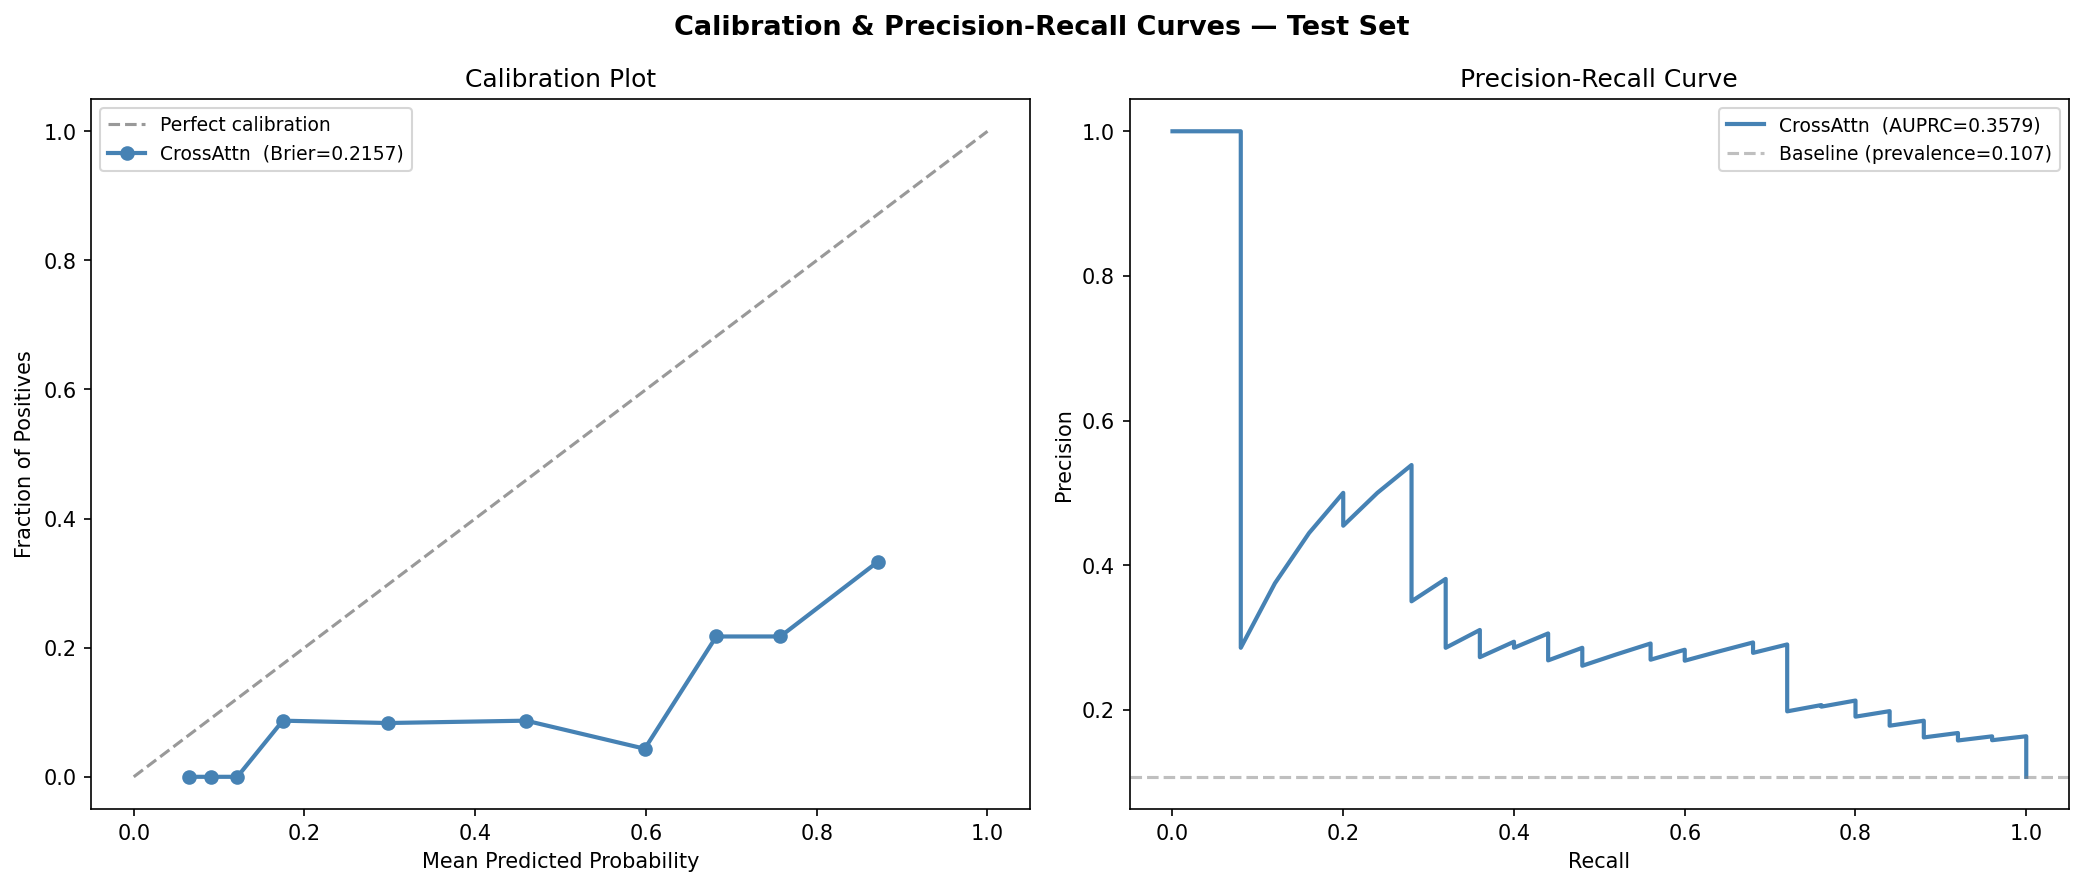 Calibration & Precision-Recall Curves — Test Set
Calibration Plot
Perfect calibration
CrossAttn (Brier=0.2157)
Fraction of Positives
1.0
0.8
0.6
0.4
0.2
0.0
0.0 0.2 0.4 0.6 0.8 1.0
Mean Predicted Probability
Precision-Recall Curve
CrossAttn (AUPRC=0.3579)
Baseline (prevalence=0.107)
Precision
1.0
0.8
0.6
0.4
0.2
0.0 0.2 0.4 0.6 0.8 1.0
Recall